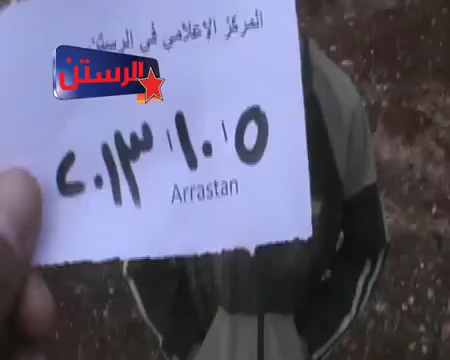 المركز الإعلامي في الرستن
الرستن
٢٠١٣ / ١٠ / ٥
Arrastan